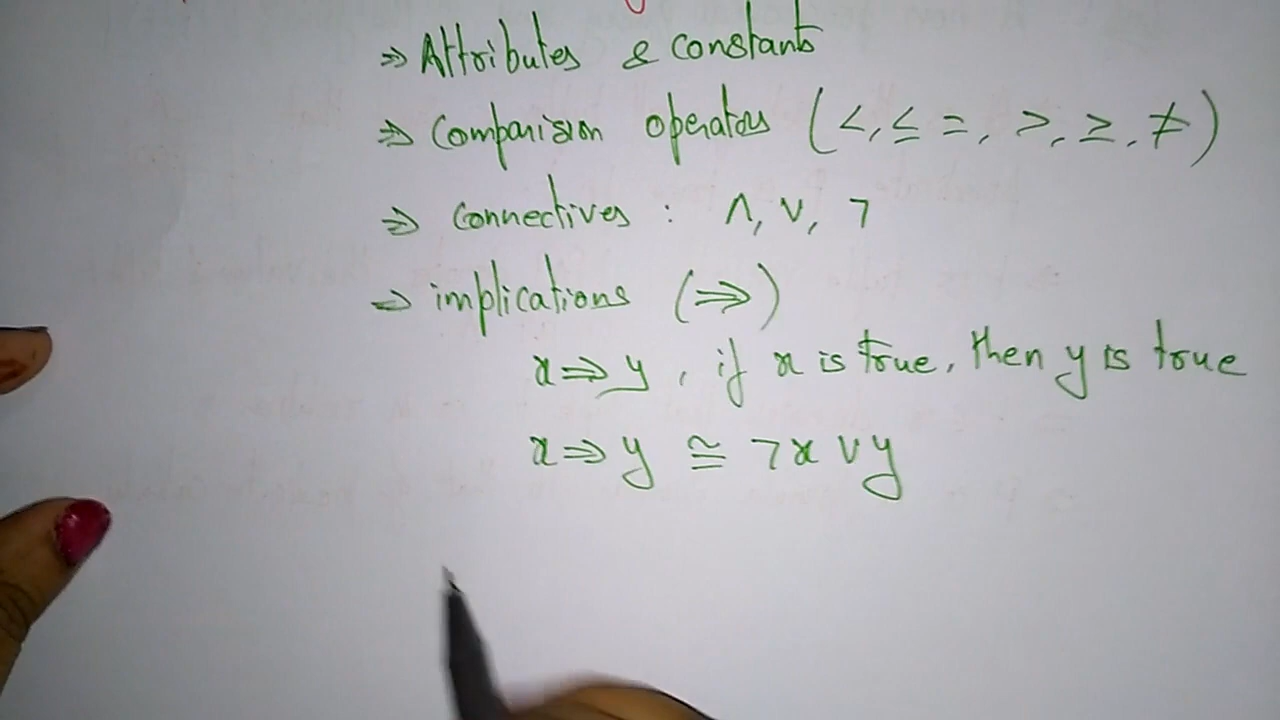 ⇒ Attributes & constants
⇒ Comparision operators (<, ≤ =, >, ≥, ≠)
⇒ Connectives : ∧, ∨, ¬
⇒ implications (⇒)
x ⇒ y, if x is true, then y is true
x ⇒ y ≅ ¬x ∨ y